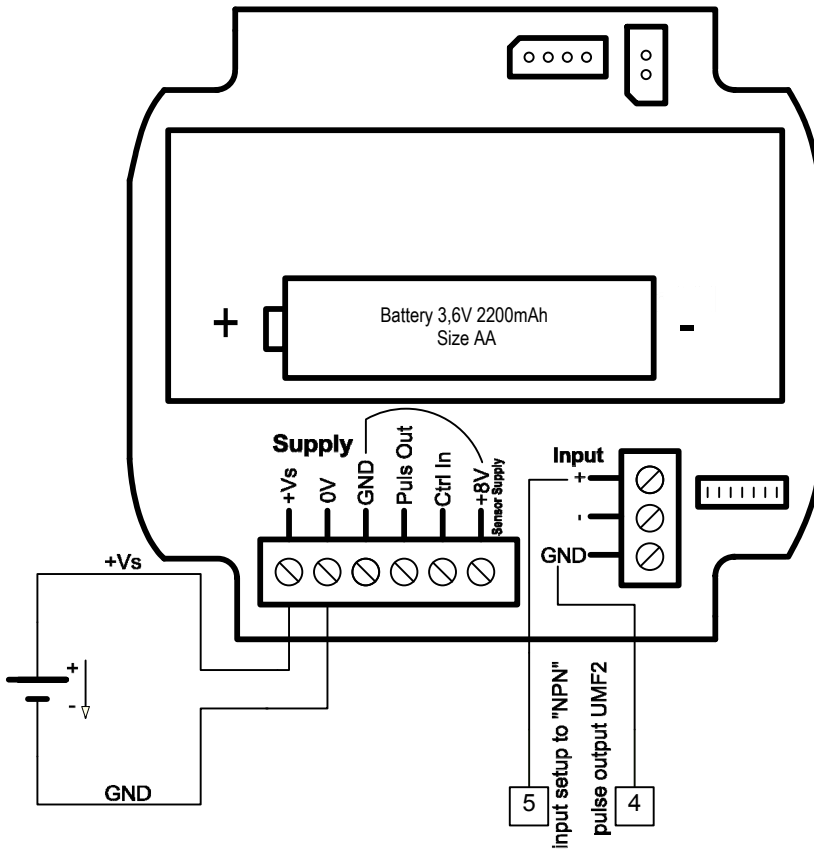 +
Battery 3,6V 2200mAh
Size AA
-
Supply
+Vs
0V
GND
Puls Out
Ctrl In
+8V
Sensor Supply
Input
+
-
GND
+Vs
+
-
GND
5
input setup to "NPN"
pulse output UMF2
4